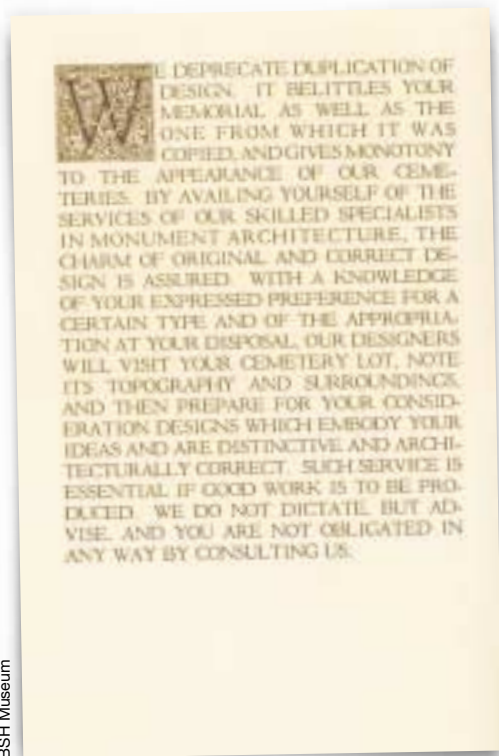 WE DEPRECATE DUPLICATION OF
DESIGN. IT BELITTLES YOUR
MEMORIAL AS WELL AS THE
ONE FROM WHICH IT WAS
COPIED, AND GIVES MONOTONY
TO THE APPEARANCE OF OUR CEME-
TERIES. BY AVAILING YOURSELF OF THE
SERVICES OF OUR SKILLED SPECIALISTS
IN MONUMENT ARCHITECTURE, THE
CHARM OF ORIGINAL AND CORRECT DE-
SIGN IS ASSURED. WITH A KNOWLEDGE
OF YOUR EXPRESSED PREFERENCE FOR A
CERTAIN TYPE AND OF THE APPROPRIA-
TION AT YOUR DISPOSAL, OUR DESIGNERS
WILL VISIT YOUR CEMETERY LOT, NOTE
ITS TOPOGRAPHY AND SURROUNDINGS,
AND THEN PREPARE FOR YOUR CONSID-
ERATION DESIGNS WHICH EMBODY YOUR
IDEAS AND ARE DISTINCTIVE AND ARCHI-
TECTURALLY CORRECT. SUCH SERVICE IS
ESSENTIAL IF GOOD WORK IS TO BE PRO-
DUCED. WE DO NOT DICTATE, BUT AD-
VISE, AND YOU ARE NOT OBLIGATED IN
ANY WAY BY CONSULTING US.
BSH Museum